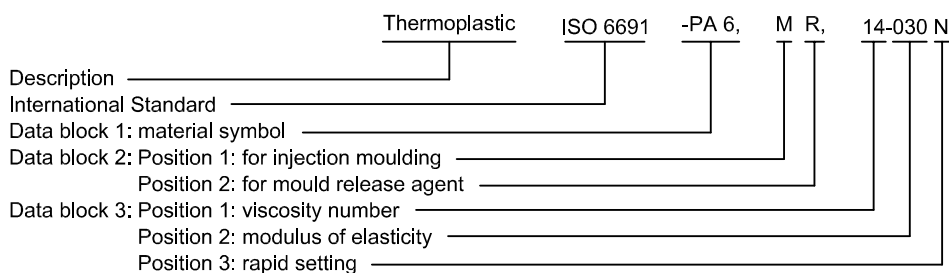 Thermoplastic ISO 6691 -PA 6, M R, 14-030 N
Description
International Standard
Data block 1: material symbol
Data block 2: Position 1: for injection moulding
Position 2: for mould release agent
Data block 3: Position 1: viscosity number
Position 2: modulus of elasticity
Position 3: rapid setting